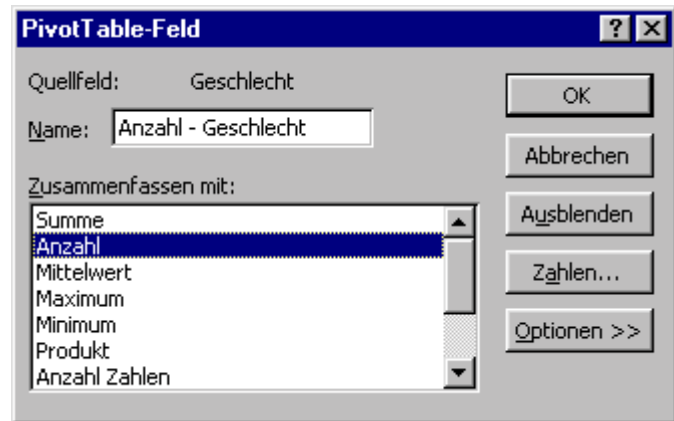 PivotTable-Feld
Quellfeld: Geschlecht
Name: Anzahl - Geschlecht
Zusammenfassen mit:
Summe
Anzahl
Mittelwert
Maximum
Minimum
Produkt
Anzahl Zahlen
OK
Abbrechen
Ausblenden
Zahlen...
Optionen >>